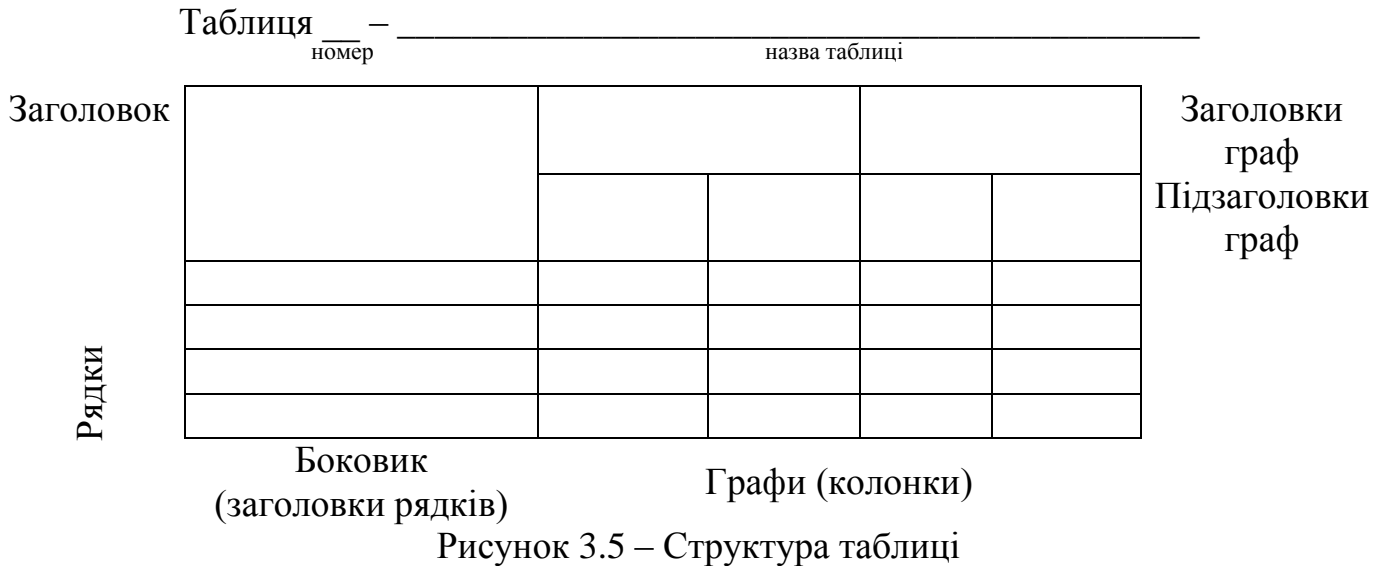 Таблиця __ – ___________________________________________
номер назва таблиці
Заголовок
Заголовки
граф
Підзаголовки
граф
Рядки
Боковик
(заголовки рядків)
Графи (колонки)
Рисунок 3.5 – Структура таблиці